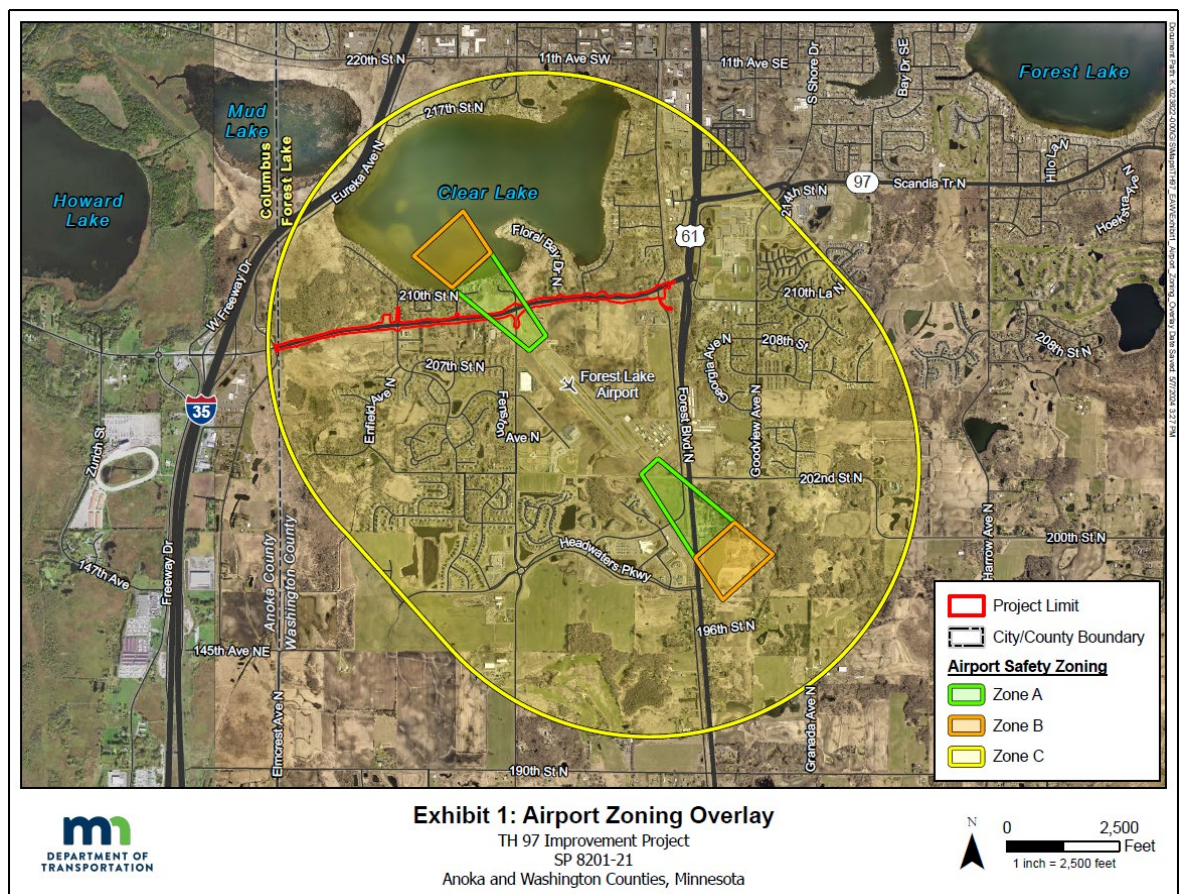 220th St N
11th Ave SW
11th Ave SE
S Shore Dr
Bay Dr SE
Forest Lake
217th St N
Mud
Lake
Columbus
Forest Lake
Eureka Ave N
Clear Lake
Hilo La N
97
Scandia Tr N
214th St N
Hoekstra Ave N
Howard
Lake
61
Floral Bay Dr N
W Freeway Dr
210th St N
210th La N
208th St
208th St N
207th St N
Georgia Ave N
Forest Lake
Airport
35
Enfield Ave N
Fenston
Ave N
Forest Blvd N
Goodview Ave N
Zurich St
202nd St N
Headwaters Pkwy
200th St N
Harrow Ave N
147th Ave
Freeway Dr
Anoka County
Washington County
196th St N
145th Ave NE
Elmcrest Ave N
Granada Ave N
190th St N
Project Limit
City/County Boundary
Airport Safety Zoning
Zone A
Zone B
Zone C
DEPARTMENT OF
TRANSPORTATION
Exhibit 1: Airport Zoning Overlay
TH 97 Improvement Project
SP 8201-21
Anoka and Washington Counties, Minnesota
N
0 2,500
Feet
1 inch = 2,500 feet